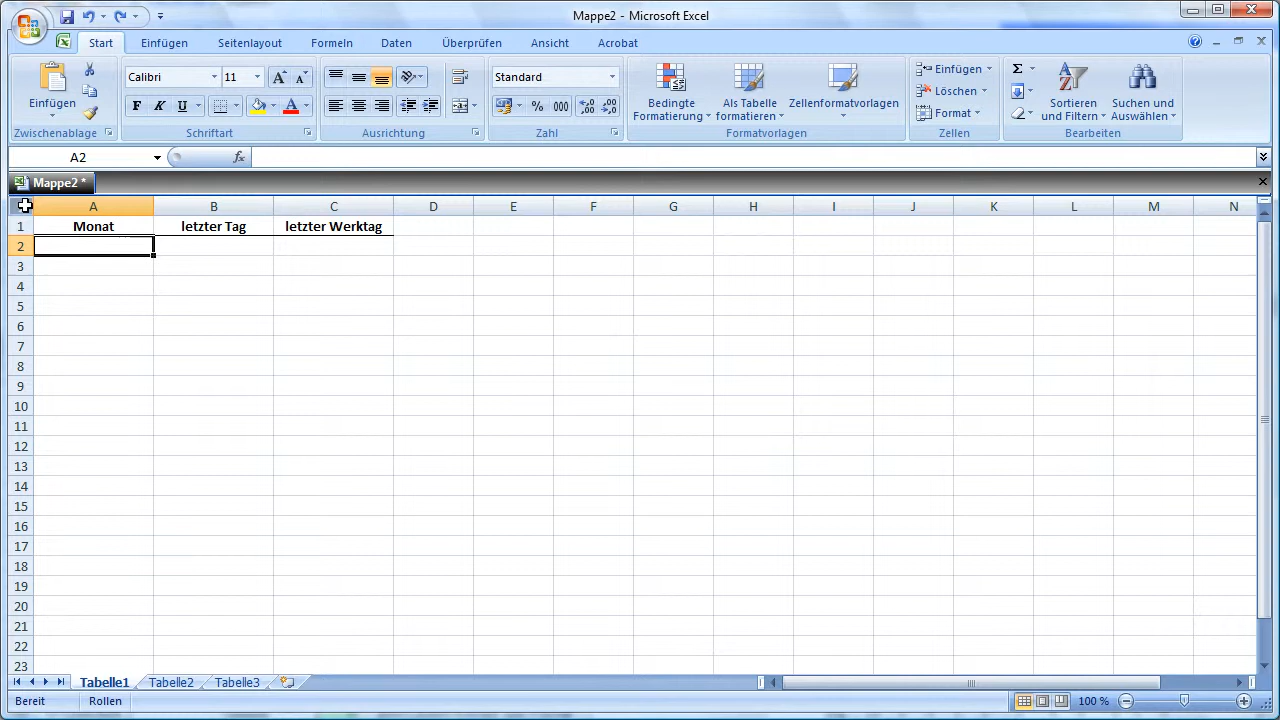 Mappe2 - Microsoft Excel
Start Einfügen Seitenlayout Formeln Daten Überprüfen Ansicht Acrobat
Einfügen
Zwischenablage
Calibri 11
F K U
Schriftart
Ausrichtung
Standard
% 000
Zahl
Bedingte Formatierung
Als Tabelle formatieren
Zellenformatvorlagen
Formatvorlagen
Einfügen
Löschen
Format
Zellen
Σ
Sortieren und Filtern
Suchen und Auswählen
Bearbeiten
A2 fx
Mappe2 *
A B C D E F G H I J K L M N
1 Monat letzter Tag letzter Werktag
2
3
4
5
6
7
8
9
10
11
12
13
14
15
16
17
18
19
20
21
22
23
Tabelle1 Tabelle2 Tabelle3
Bereit Rollen 100 %